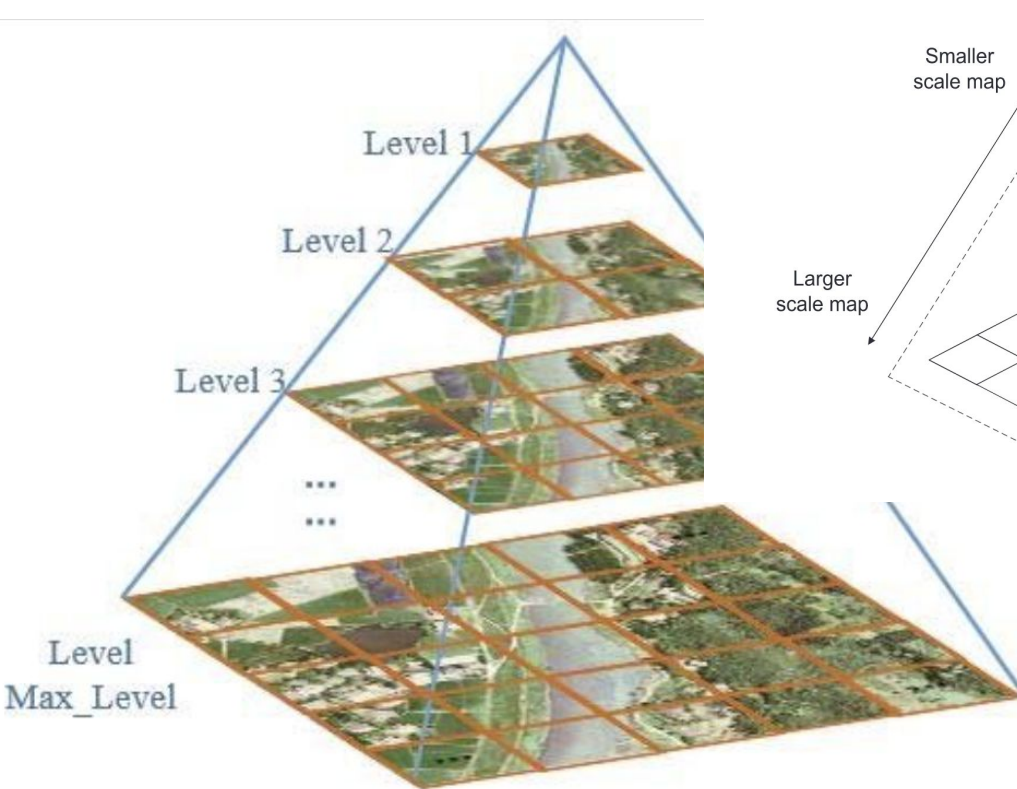 Level 1
Level 2
Level 3
...
...
Level
Max_Level
...
Smaller
scale map
Larger
scale map